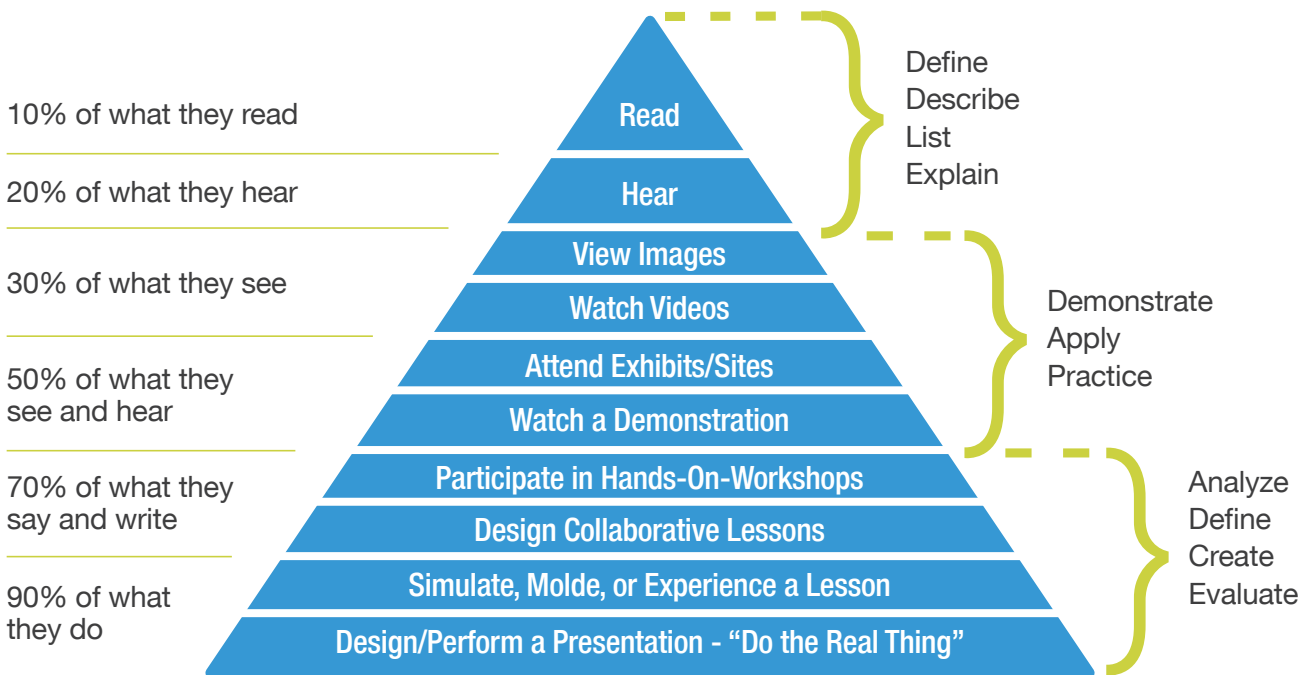 10% of what they read
20% of what they hear
30% of what they see
50% of what they
see and hear
70% of what they
say and write
90% of what
they do
Read
Hear
View Images
Watch Videos
Attend Exhibits/Sites
Watch a Demonstration
Participate in Hands-On-Workshops
Design Collaborative Lessons
Simulate, Molde, or Experience a Lesson
Design/Perform a Presentation - “Do the Real Thing”
Define
Describe
List
Explain
Demonstrate
Apply
Practice
Analyze
Define
Create
Evaluate